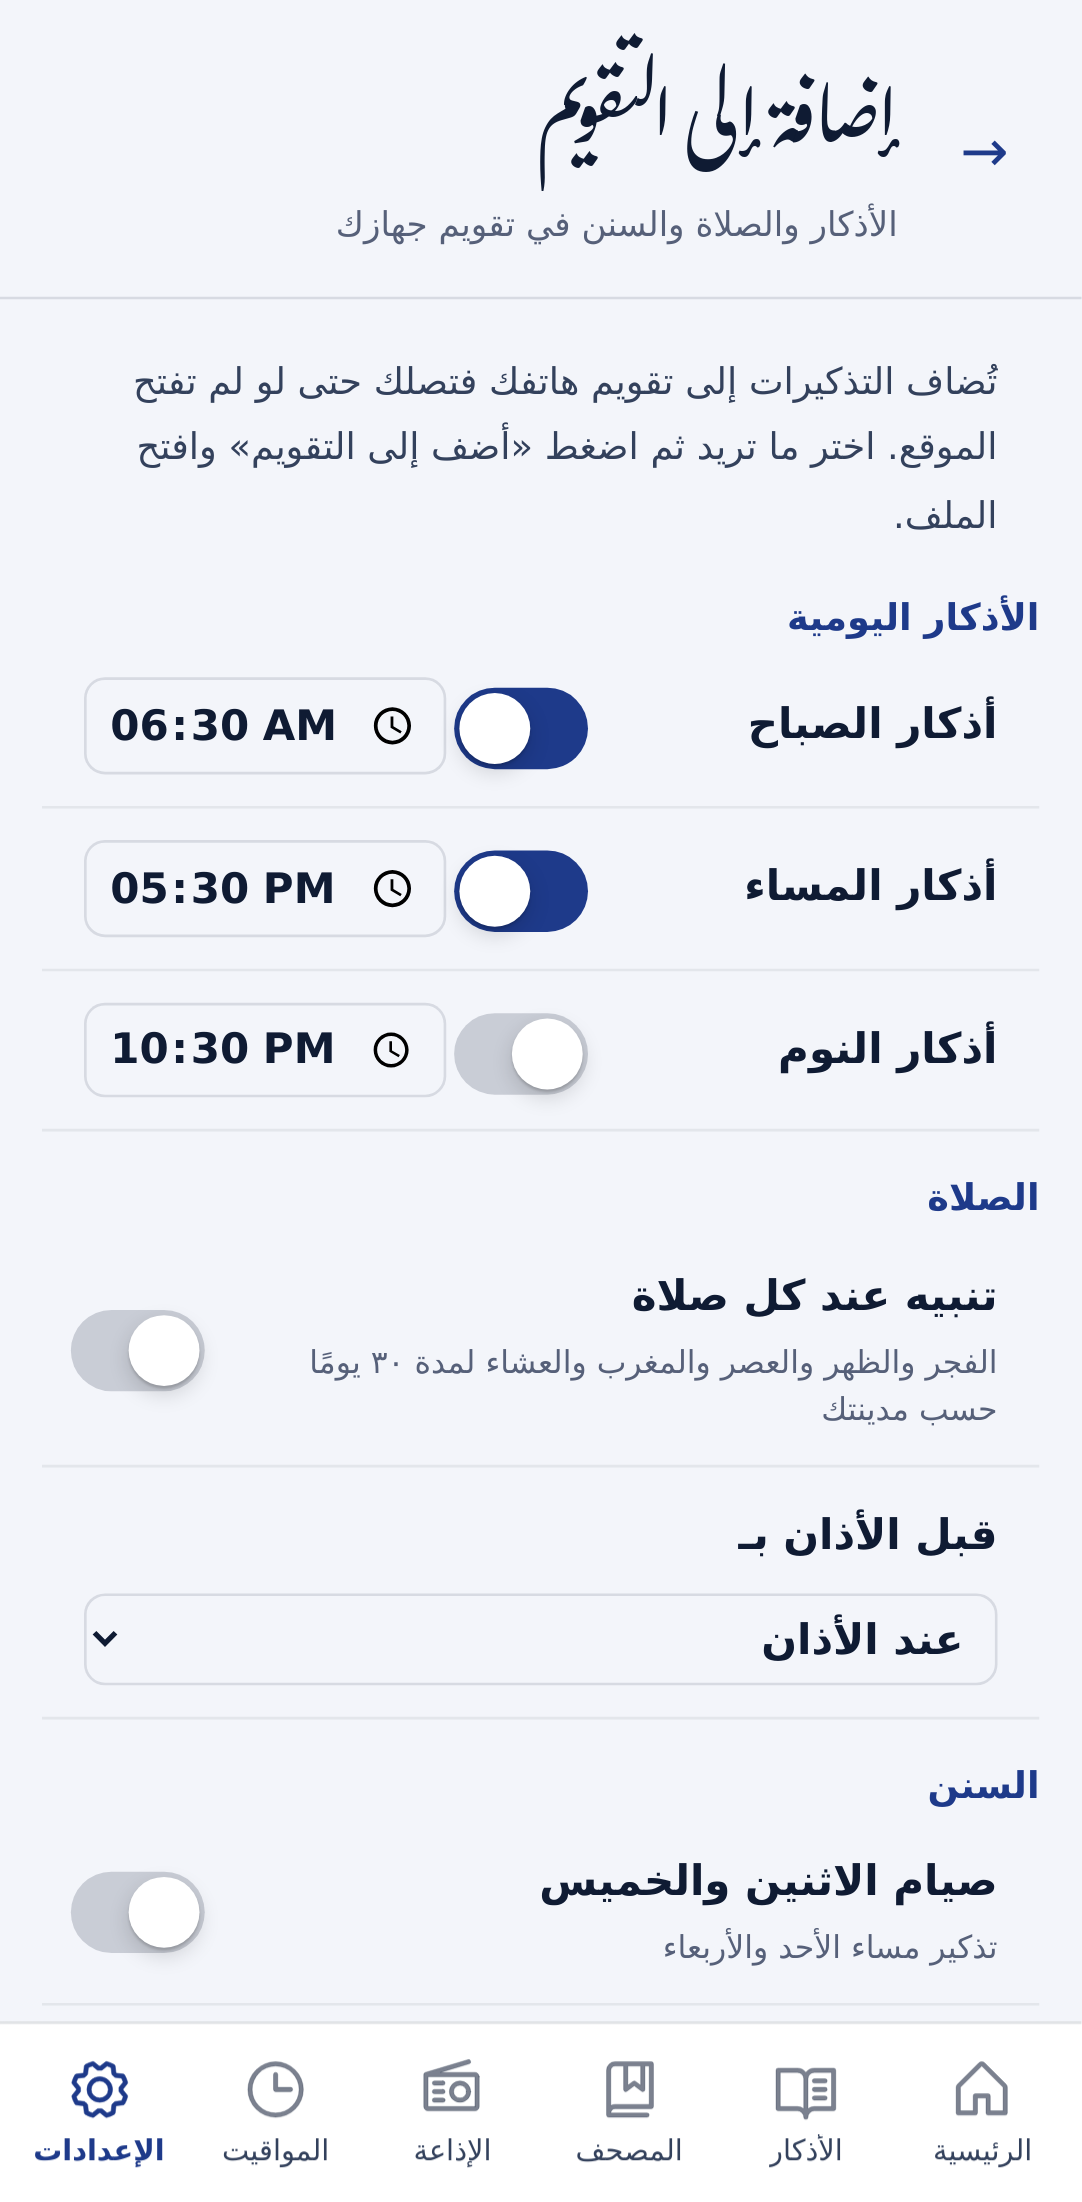 إضافة إلى التقويم
→
الأذكار والصلاة والسنن في تقويم جهازك
تُضاف التذكيرات إلى تقويم هاتفك فتصلك حتى لو لم تفتح
الموقع. اختر ما تريد ثم اضغط «أضف إلى التقويم» وافتح
الملف.
الأذكار اليومية
أذكار الصباح
06:30 AM
أذكار المساء
05:30 PM
أذكار النوم
10:30 PM
الصلاة
تنبيه عند كل صلاة
الفجر والظهر والعصر والمغرب والعشاء لمدة ٣٠ يومًا
حسب مدينتك
قبل الأذان بـ
عند الأذان
السنن
صيام الاثنين والخميس
تذكير مساء الأحد والأربعاء
الرئيسية
الأذكار
المصحف
الإذاعة
المواقيت
الإعدادات